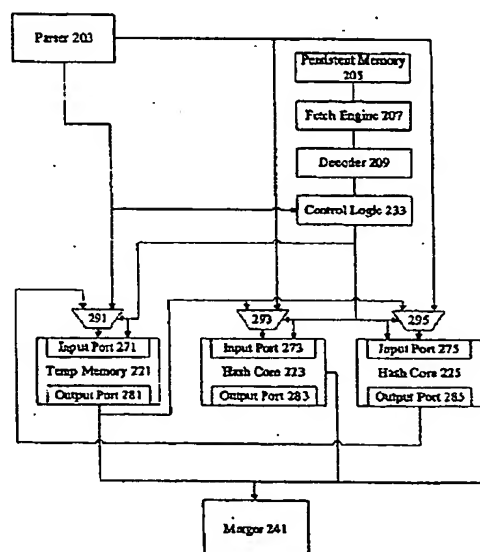 Parser 203
Persistent Memory
205
Fetch Engine 207
Decoder 209
Control Logic 233
291
293
295
Input Port 271
Temp Memory 221
Output Port 281
Input Port 273
Hash Core 223
Output Port 283
Input Port 275
Hash Core 225
Output Port 285
Merger 241